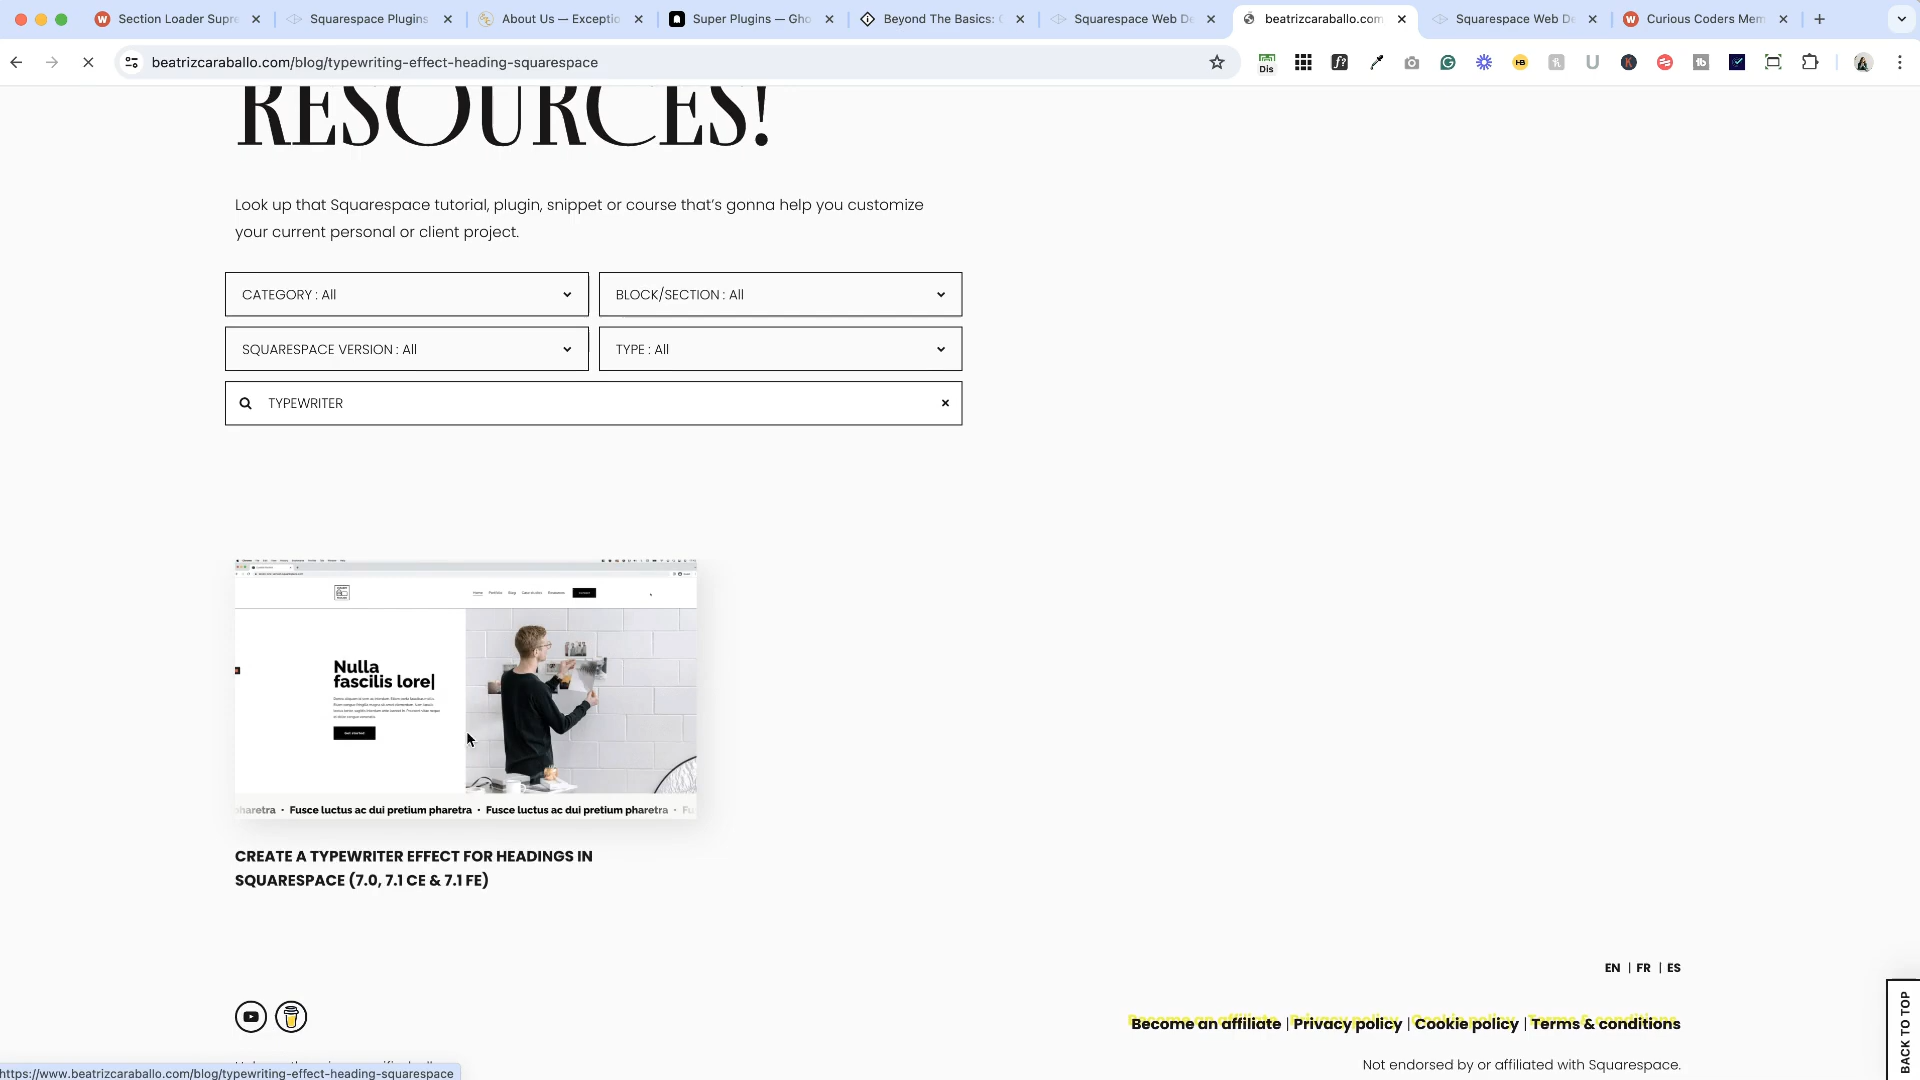 Section Loader Supre
Squarespace Plugins
About Us — Exceptio
Super Plugins — Gho
Beyond The Basics: C
Squarespace Web De
beatrizcaraballo.com
Squarespace Web De
Curious Coders Mem
beatrizcaraballo.com/blog/typewriting-effect-heading-squarespace
Dis
RESOURCES!
Look up that Squarespace tutorial, plugin, snippet or course that's gonna help you customize
your current personal or client project.
CATEGORY : All
BLOCK/SECTION : All
SQUARESPACE VERSION : All
TYPE : All
TYPEWRITER
Nulla
fascilis lore|
pharetra · Fusce luctus ac dui pretium pharetra · Fusce luctus ac dui pretium pharetra · Fu
CREATE A TYPEWRITER EFFECT FOR HEADINGS IN
SQUARESPACE (7.0, 7.1 CE & 7.1 FE)
EN | FR | ES
Become an affiliate | Privacy policy | Cookie policy | Terms & conditions
Not endorsed by or affiliated with Squarespace.
BACK TO TOP
https://www.beatrizcaraballo.com/blog/typewriting-effect-heading-squarespace